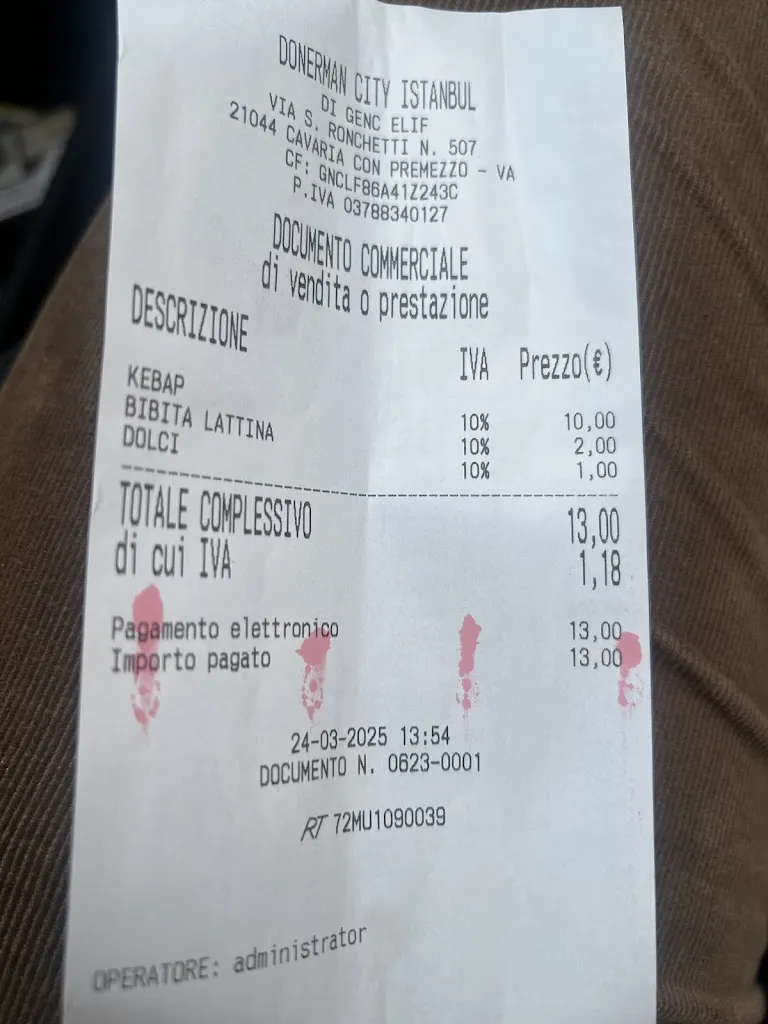 DONERMAN CITY ISTANBUL
DI GENC ELIF
VIA S. RONCHETTI N. 507
21044 CAVARIA CON PREMEZZO - VA
CF: GNCLF86A41Z243C
P.IVA 03788340127
DOCUMENTO COMMERCIALE
di vendita o prestazione
DESCRIZIONE IVA Prezzo(€)
KEBAP 10% 10,00
BIBITA LATTINA 10% 2,00
DOLCI 10% 1,00
TOTALE COMPLESSIVO 13,00
di cui IVA 1,18
Pagamento elettronico 13,00
Importo pagato 13,00
24-03-2025 13:54
DOCUMENTO N. 0623-0001
RT 72MU1090039
OPERATORE: administrator